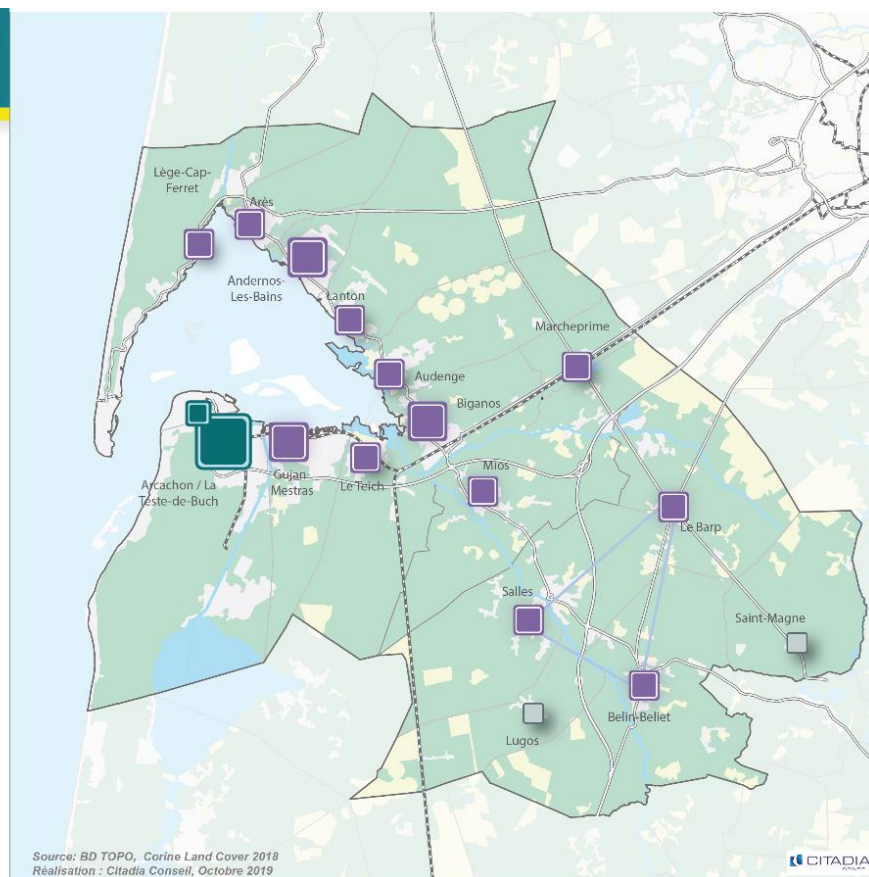 Lège-Cap-
Ferret
Arès
Andernos-
Les-Bains
Lanton
Marcheprime
Audenge
Biganos
Arcachon / La
Teste-de-Buch
Gujan
Mestras
Le Teich
Mios
Le Barp
Salles
Saint-Magne
Lugos
Belin-Beliet
Source: BD TOPO, Corine Land Cover 2018
Réalisation : Citadia Conseil, Octobre 2019
CITADIA